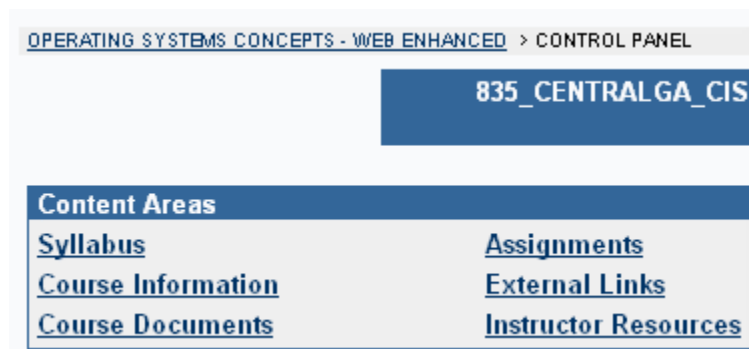 OPERATING SYSTEMS CONCEPTS - WEB ENHANCED > CONTROL PANEL
835_CENTRALGA_CIS
Content Areas
Syllabus Assignments
Course Information External Links
Course Documents Instructor Resources